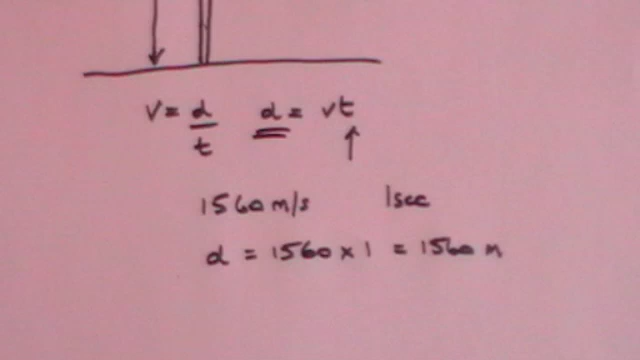 V = d/t d = vt
1560 m/s 1sec
d = 1560 x 1 = 1560 m